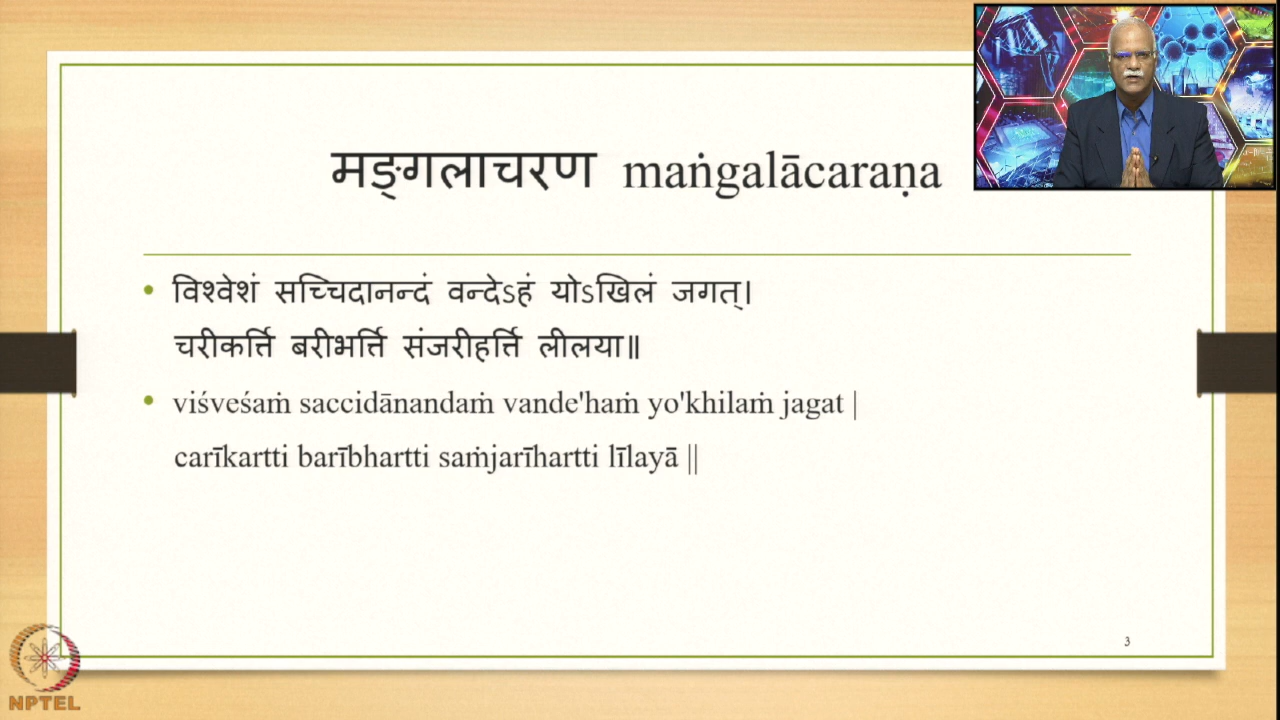 मङ्गलाचरण maṅgalācaraṇa
• विश्वेशं सच्चिदानन्दं वन्देऽहं योऽखिलं जगत्।
चरीकर्त्ति बरीभर्त्ति संजरीहर्त्ति लीलया॥
• viśveśaṁ saccidānandaṁ vande'haṁ yo'khilaṁ jagat |
carīkartti barībhartti saṁjarīhartti līlayā ||
3
NPTEL